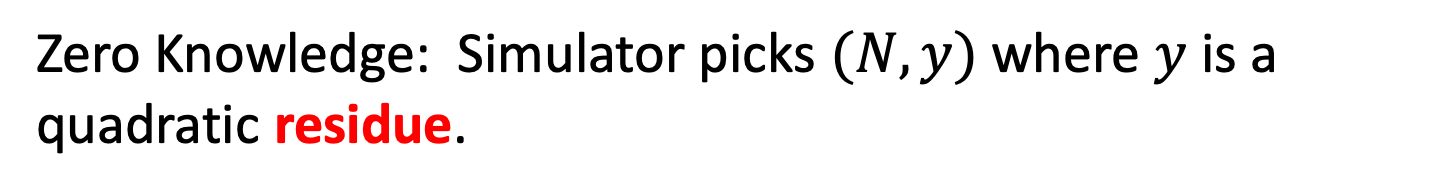 Zero Knowledge: Simulator picks (N, y) where y is a
quadratic residue.